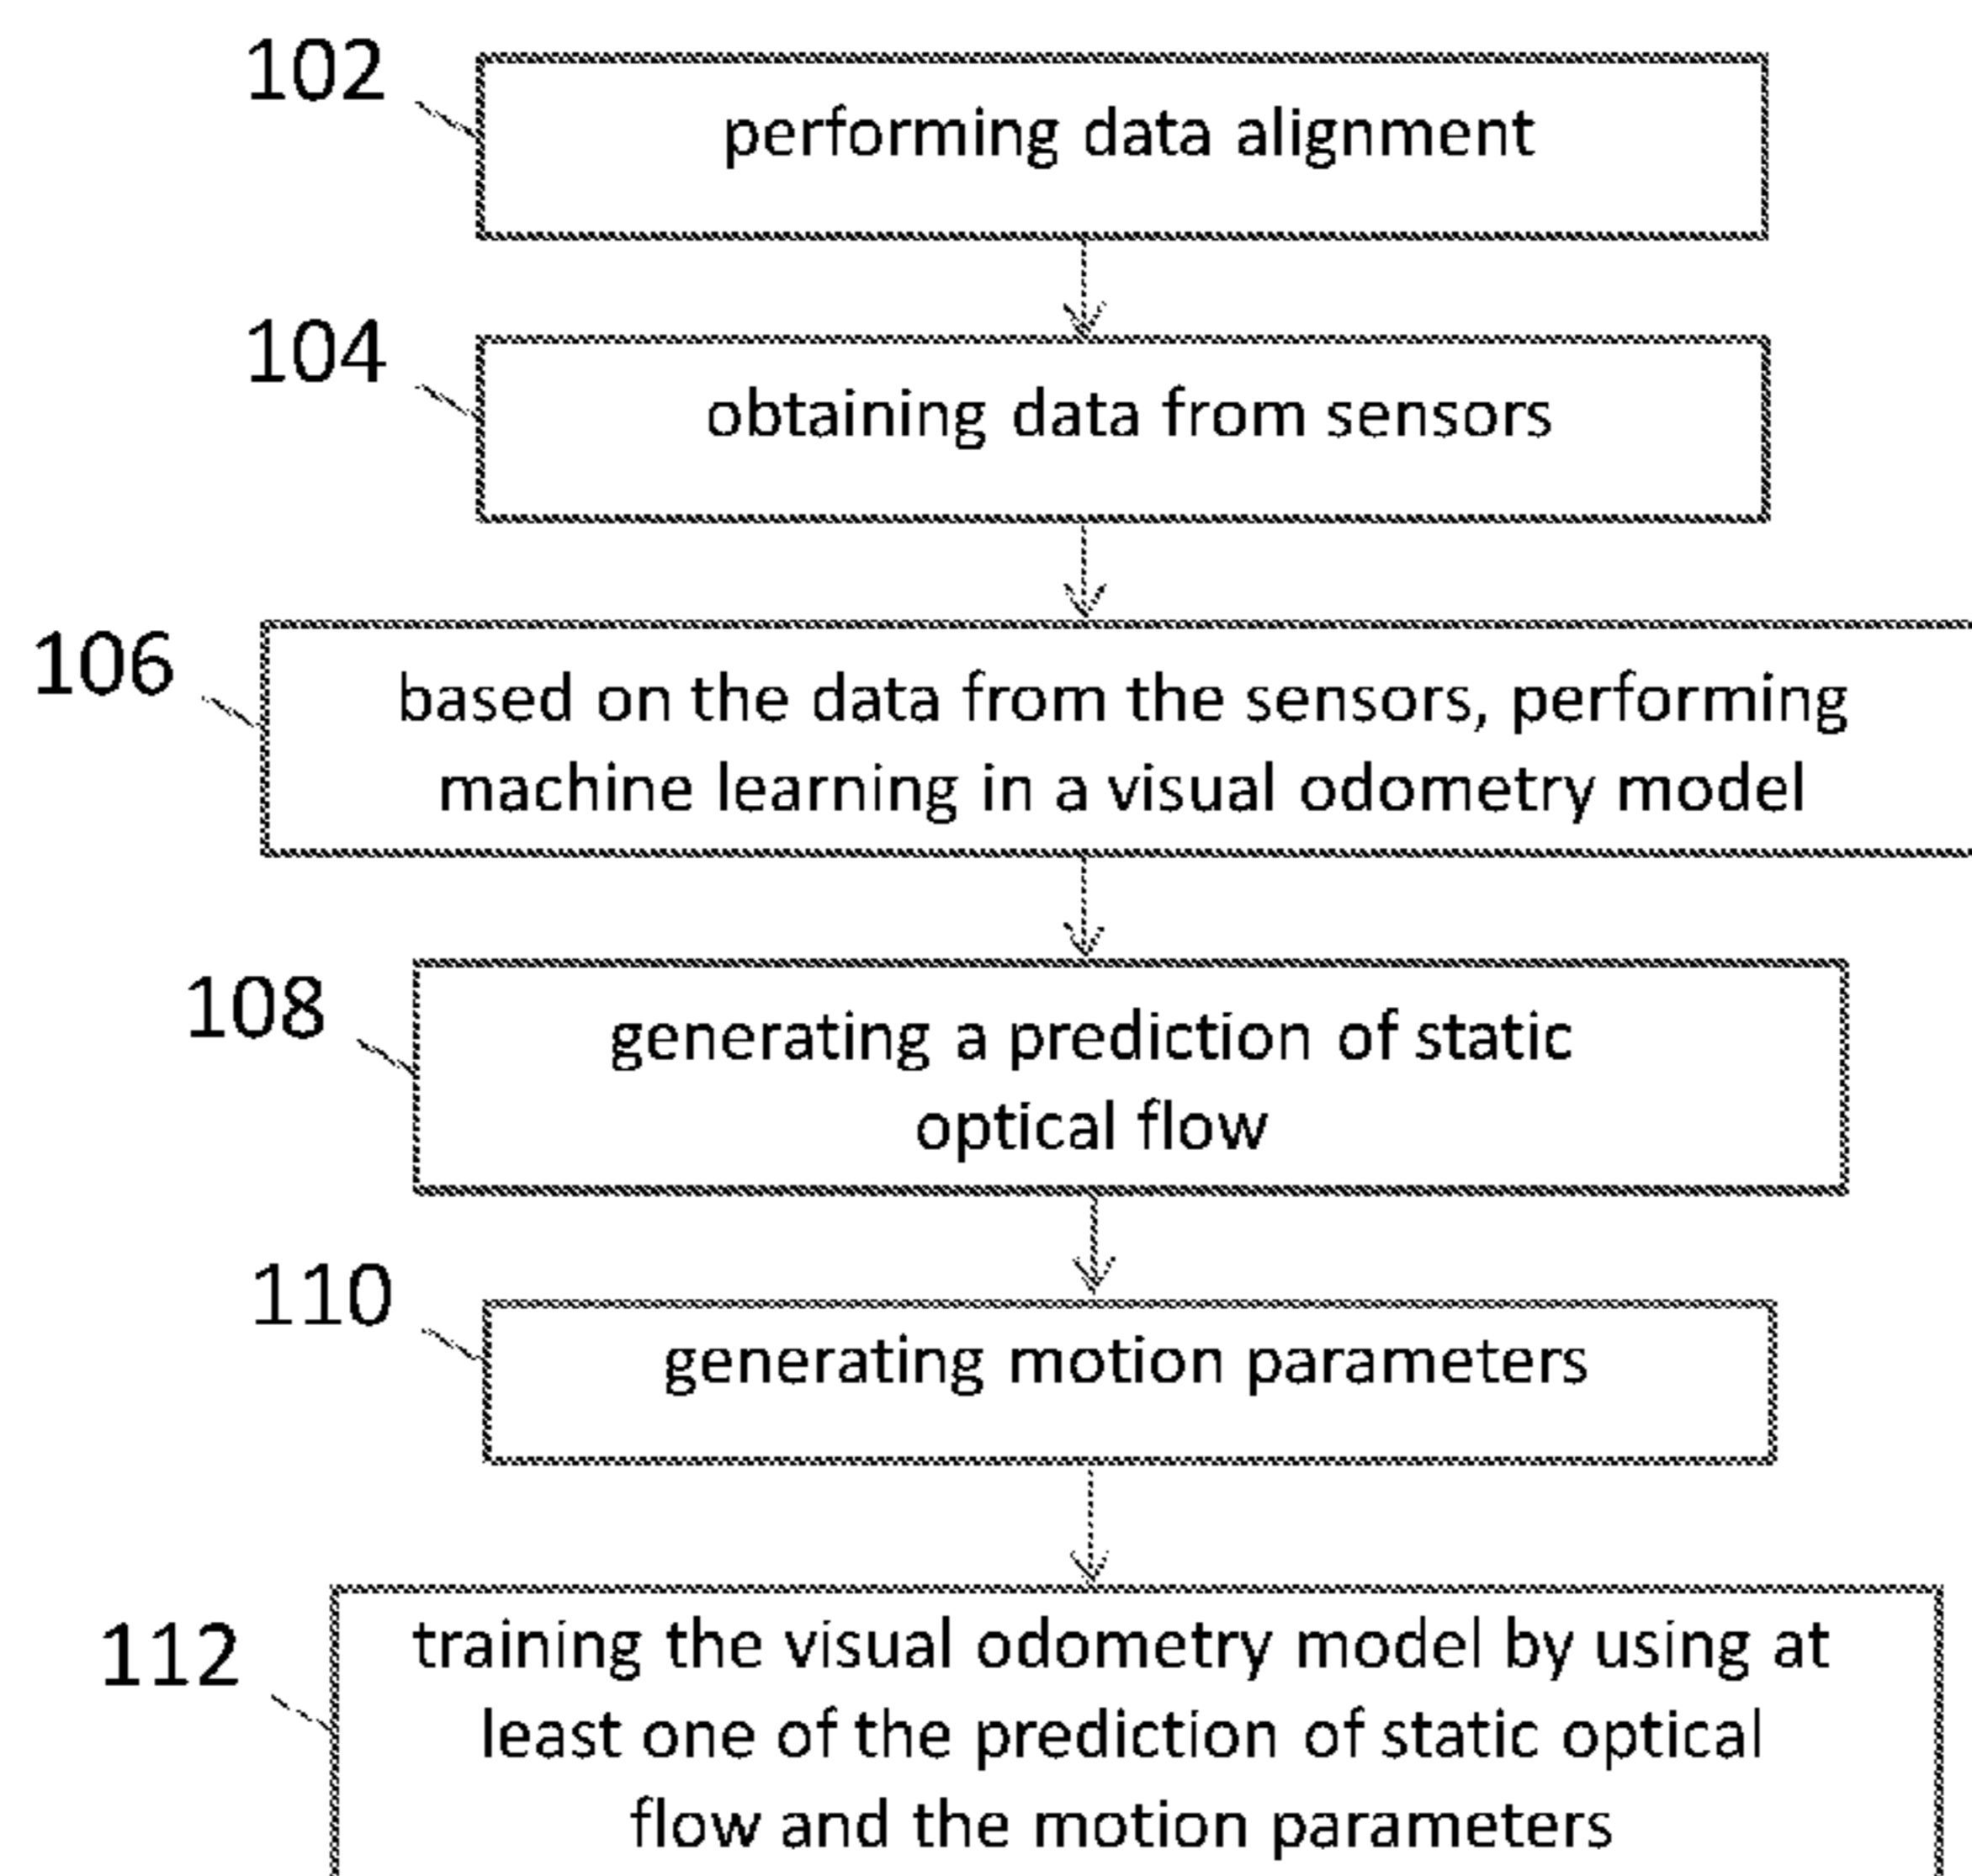 102
performing data alignment
104
obtaining data from sensors
106
based on the data from the sensors, performing
machine learning in a visual odometry model
108
generating a prediction of static
optical flow
110
generating motion parameters
112
training the visual odometry model by using at
least one of the prediction of static optical
flow and the motion parameters